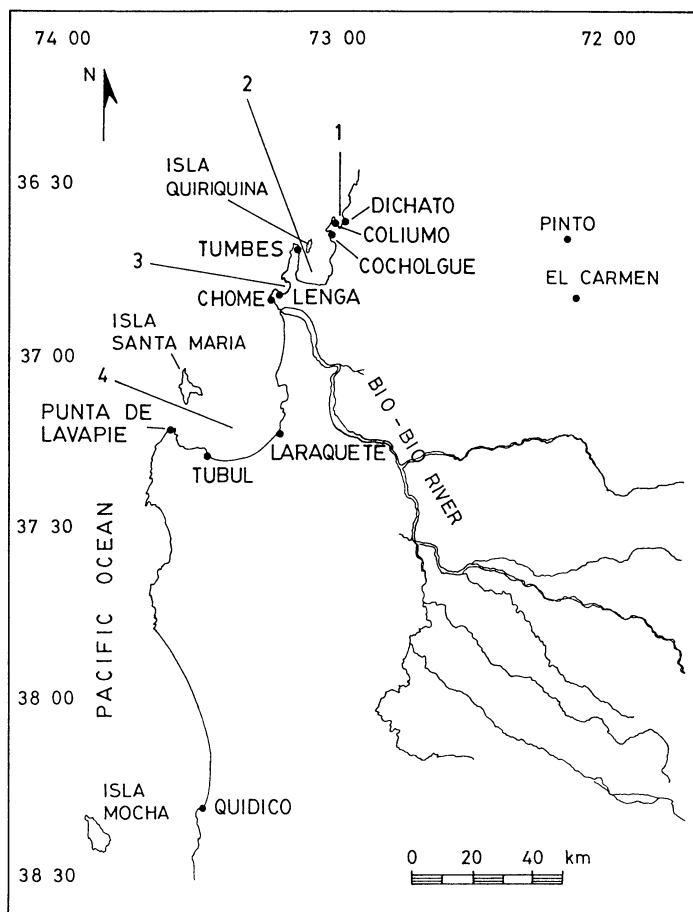 74 00
73 00
72 00
N
2
1
ISLA
QUIRIQUINA
36 30
DICHATO
COLIUMO
COCHOLGUE
PINTO
TUMBES
3
EL CARMEN
CHOME
LENGA
ISLA
SANTA MARIA
37 00
4
BIO-BIO
RIVER
PUNTA DE
LAVAPIE
LARAQUETE
TUBUL
37 30
PACIFIC OCEAN
38 00
ISLA
MOCHA
QUIDICO
38 30
0 20 40 km